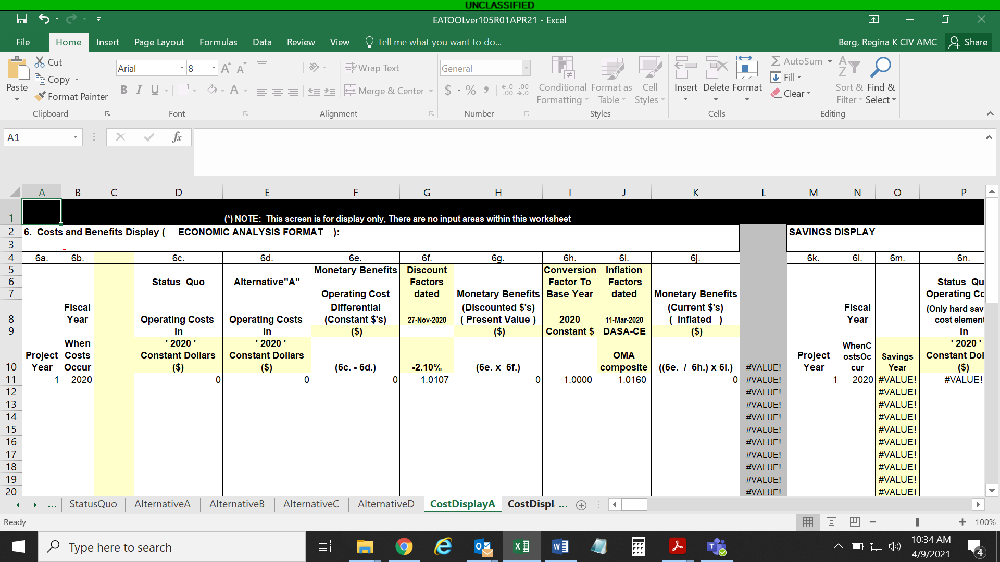 UNCLASSIFIED
EATOOLver105R01APR21 - Excel
File Home Insert Page Layout Formulas Data Review View Tell me what you want to do... Berg, Regina K CIV AMC Share
Paste Cut Copy Format Painter
Clipboard
Arial 8 A A
B I U A
Font
Wrap Text
Merge & Center
Alignment
General
$ % , .0 .00 .00 .0
Number
Conditional Formatting
Format as Table
Cell Styles
Styles
Insert Delete Format
Cells
AutoSum
Fill
Clear
Sort & Filter
Find & Select
Editing
A1 fx
A B C D E F G H I J K L M N O P
1 (*) NOTE: This screen is for display only, There are no input areas within this worksheet
2 6. Costs and Benefits Display ( ECONOMIC ANALYSIS FORMAT ): SAVINGS DISPLAY
3
4 6a. 6b. 6c. 6d. 6e. 6f. 6g. 6h. 6i. 6j. 6k. 6l. 6m. 6n.
5 Monetary Benefits Discount Conversion Inflation
6 Status Quo Alternative"A" Factors Factor To Factors Status Qu
7 Operating Cost dated Monetary Benefits Base Year dated Monetary Benefits Operating Co
Fiscal Differential (Discounted $'s) (Current $'s) Fiscal (Only hard sav
8 Year Operating Costs Operating Costs (Constant $'s) 27-Nov-2020 ( Present Value ) 2020 11-Mar-2020 ( Inflated ) Year cost element
9 In In ($) ($) Constant $ DASA-CE ($) In
When ' 2020 ' ' 2020 ' WhenC ' 2020 '
Project Costs Constant Dollars Constant Dollars OMA Project ostsOc Savings Constant Dol
10 Year Occur ($) ($) (6c. - 6d.) -2.10% (6e. x 6f.) composite ((6e. / 6h.) x 6i.) #VALUE! Year cur Year ($)
11 1 2020 0 0 0 1.0107 0 1.0000 1.0160 0 #VALUE! 1 2020 #VALUE! #VALUE!
12 #VALUE! #VALUE!
13 #VALUE! #VALUE!
14 #VALUE! #VALUE!
15 #VALUE! #VALUE!
16 #VALUE! #VALUE!
17 #VALUE! #VALUE!
18 #VALUE! #VALUE!
19 #VALUE! #VALUE!
20 #VALUE! #VALUE!
... StatusQuo AlternativeA AlternativeB AlternativeC AlternativeD CostDisplayA CostDispl ...
Ready 100%
Type here to search 10:34 AM
4/9/2021 4